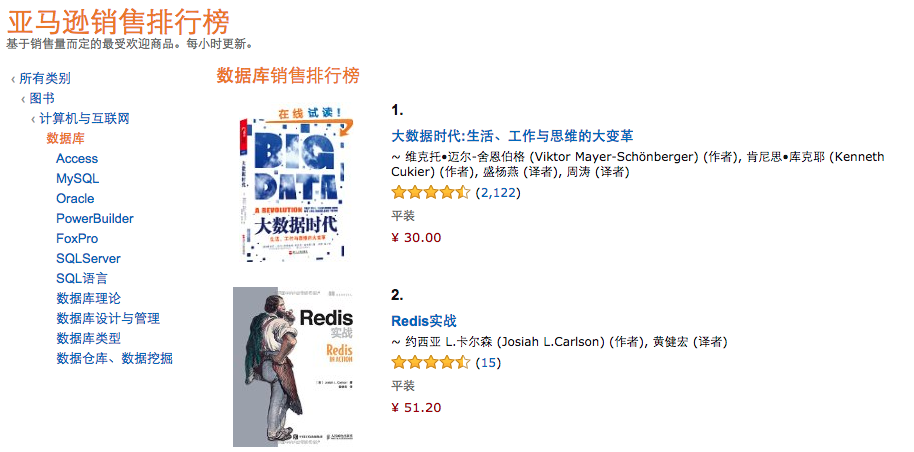 亚马逊销售排行榜
基于销售量而定的最受欢迎商品。每小时更新。
‹ 所有类别
‹ 图书
‹ 计算机与互联网
数据库
Access
MySQL
Oracle
PowerBuilder
FoxPro
SQLServer
SQL语言
数据库理论
数据库设计与管理
数据库类型
数据仓库、数据挖掘
数据库销售排行榜
在线试读!
BIG
DATA
A REVOLUTION
大数据时代
生活、工作与思维的大变革
1.
大数据时代:生活、工作与思维的大变革
~ 维克托•迈尔-舍恩伯格 (Viktor Mayer-Schönberger) (作者), 肯尼思•库克耶 (Kenneth
Cukier) (作者), 盛杨燕 (译者), 周涛 (译者)
(2,122)
平装
¥ 30.00
Redis
实战
Redis
IN ACTION
2.
Redis实战
~ 约西亚 L.卡尔森 (Josiah L.Carlson) (作者), 黄健宏 (译者)
(15)
平装
¥ 51.20